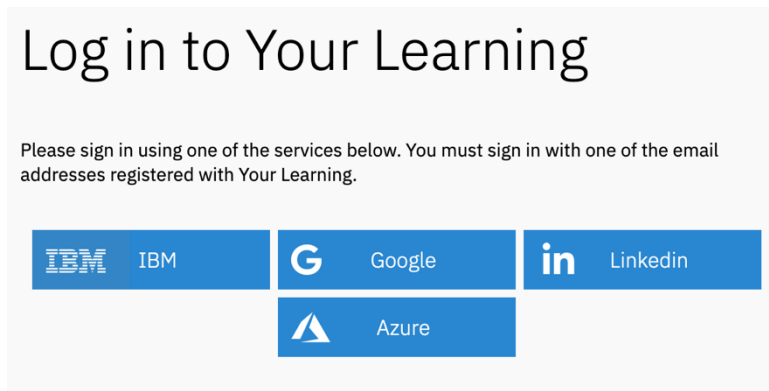 Log in to Your Learning
Please sign in using one of the services below. You must sign in with one of the email
addresses registered with Your Learning.
IBM IBM
G Google
in Linkedin
Azure